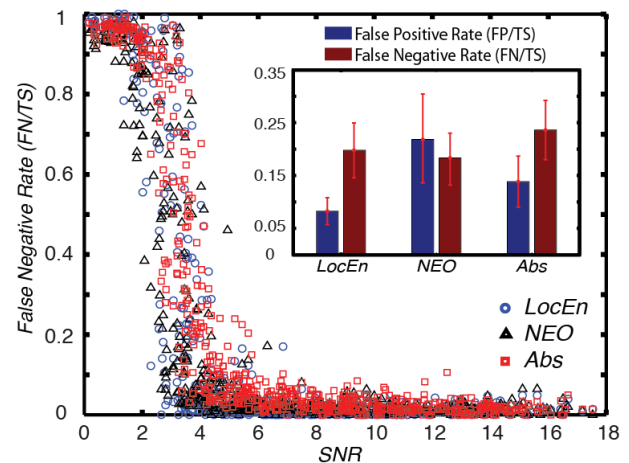 False Positive Rate (FP/TS)
False Negative Rate (FN/TS)
False Negative Rate (FN/TS)
1
0.8
0.6
0.4
0.2
0
0.35
0.25
0.15
0.05
LocEn NEO Abs
LocEn
NEO
Abs
0 2 4 6 8 10 12 14 16 18
SNR